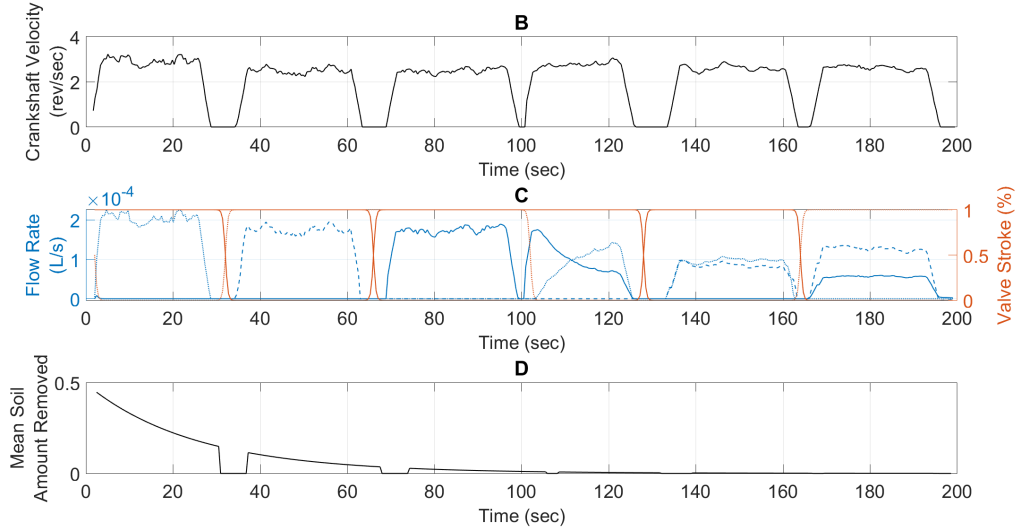 B
Crankshaft Velocity
(rev/sec)
4
2
0
0 20 40 60 80 100 120 140 160 180 200
Time (sec)
C
×10⁻⁴
Flow Rate
(L/s)
2
1
0
1
0.5
0
Valve Stroke (%)
0 20 40 60 80 100 120 140 160 180 200
Time (sec)
D
Mean Soil
Amount Removed
0.5
0
0 20 40 60 80 100 120 140 160 180 200
Time (sec)